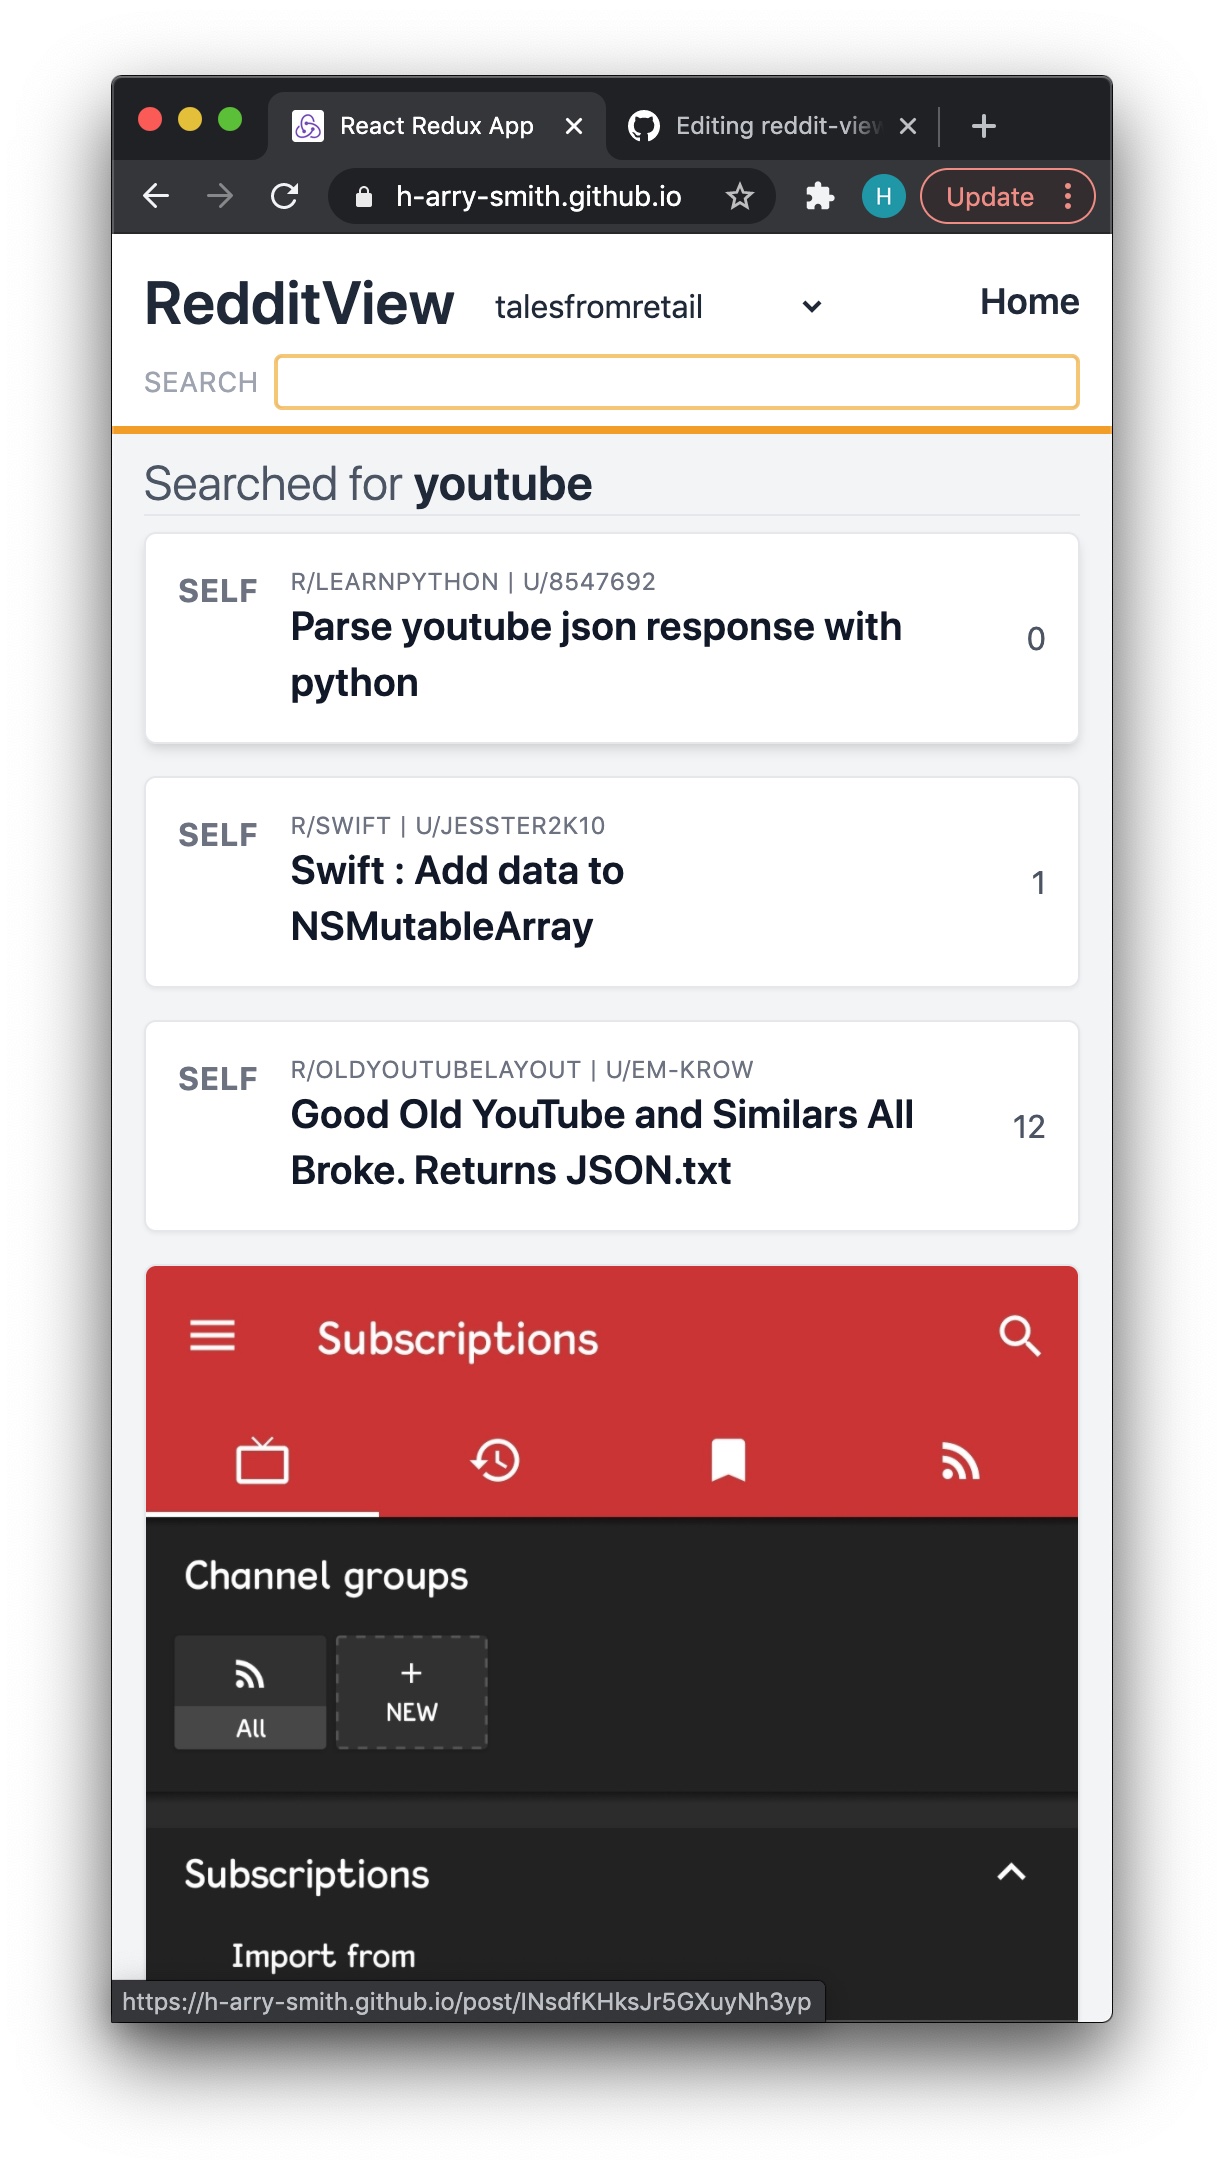 React Redux App
Editing reddit-view
h-arry-smith.github.io
H
Update
RedditView
talesfromretail
Home
SEARCH
Searched for youtube
SELF
R/LEARNPYTHON | U/8547692
Parse youtube json response with
python
0
SELF
R/SWIFT | U/JESSTER2K10
Swift : Add data to
NSMutableArray
1
SELF
R/OLDYOUTUBELAYOUT | U/EM-KROW
Good Old YouTube and Similars All
Broke. Returns JSON.txt
12
Subscriptions
Channel groups
All
+
NEW
Subscriptions
Import from
https://h-arry-smith.github.io/post/lNsdfKHksJr5GXuyNh3yp